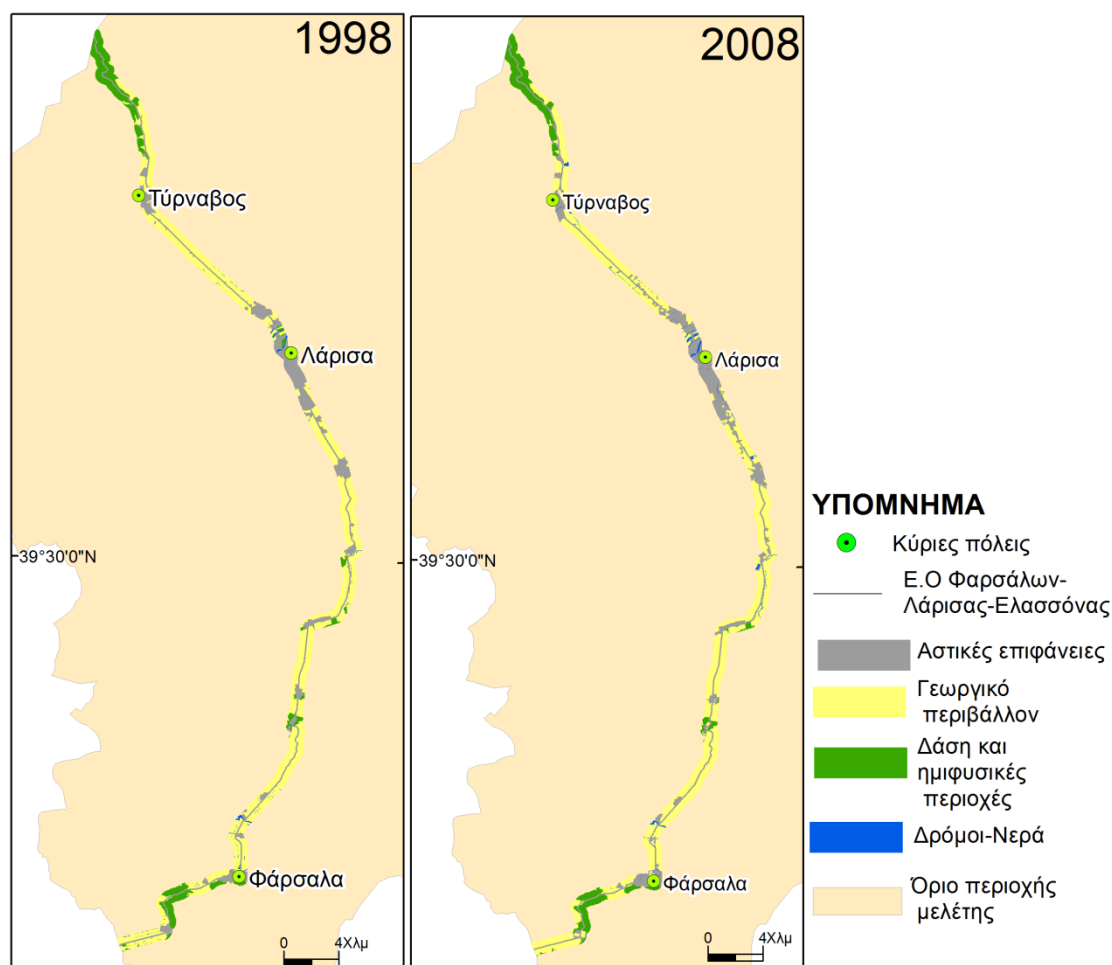 1998
Τύρναβος
Λάρισα
39°30'0"N
Φάρσαλα
0 4Χλμ
2008
Τύρναβος
Λάρισα
39°30'0"N
Φάρσαλα
0 4Χλμ
ΥΠΟΜΝΗΜΑ
Κύριες πόλεις
Ε.Ο Φαρσάλων-
Λάρισας-Ελασσόνας
Αστικές επιφάνειες
Γεωργικό
περιβάλλον
Δάση και
ημιφυσικές
περιοχές
Δρόμοι-Νερά
Όριο περιοχής
μελέτης